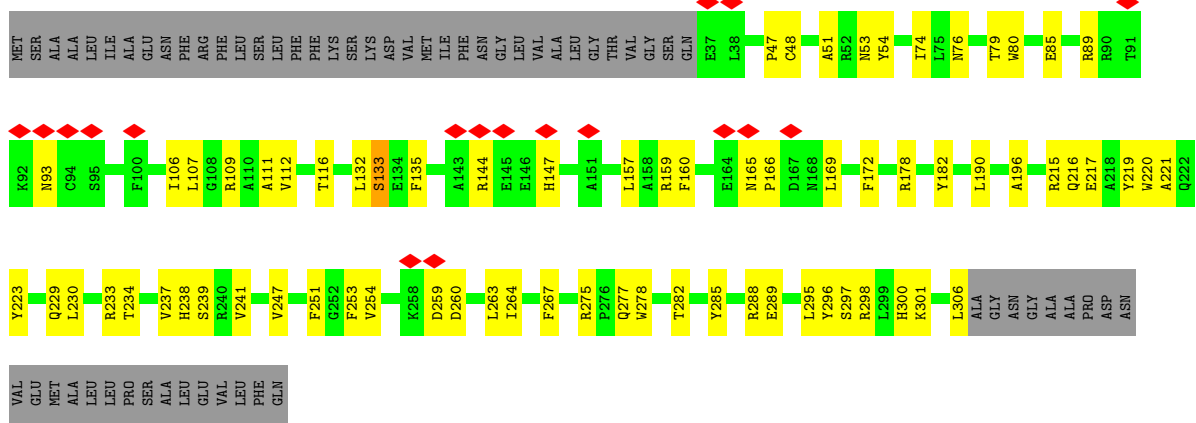 MET SER ALA ALA LEU ILE ALA GLU ASN PHE ARG PHE LEU SER LEU PHE PHE LYS SER LYS ASP VAL MET ILE PHE ASN GLY LEU VAL ALA LEU GLY THR VAL GLY SER GLN E37 L38 P47 C48 A51 R52 N53 Y54 I74 L75 N76 T79 W80 E85 R89 R90 T91
K92 N93 C94 S95 F100 I106 L107 G108 R109 A110 A111 V112 T116 L132 S133 E134 F135 A143 R144 E145 E146 H147 A151 L157 A158 R159 F160 E164 N165 P166 D167 N168 L169 F172 R178 Y182 L190 A196 R215 Q216 E217 A218 Y219 W220 A221 Q222
Y223 Q229 L230 R233 T234 V237 H238 S239 R240 V241 V247 F251 G252 F253 V254 K258 D259 D260 L263 I264 F267 R275 P276 Q277 W278 T282 Y285 R288 E289 L295 Y296 S297 R298 L299 H300 K301 L306 ALA GLY ASN GLY ALA ALA PRO ASP ASN
VAL GLU MET ALA LEU LEU PRO SER ALA LEU GLU VAL LEU PHE GLN